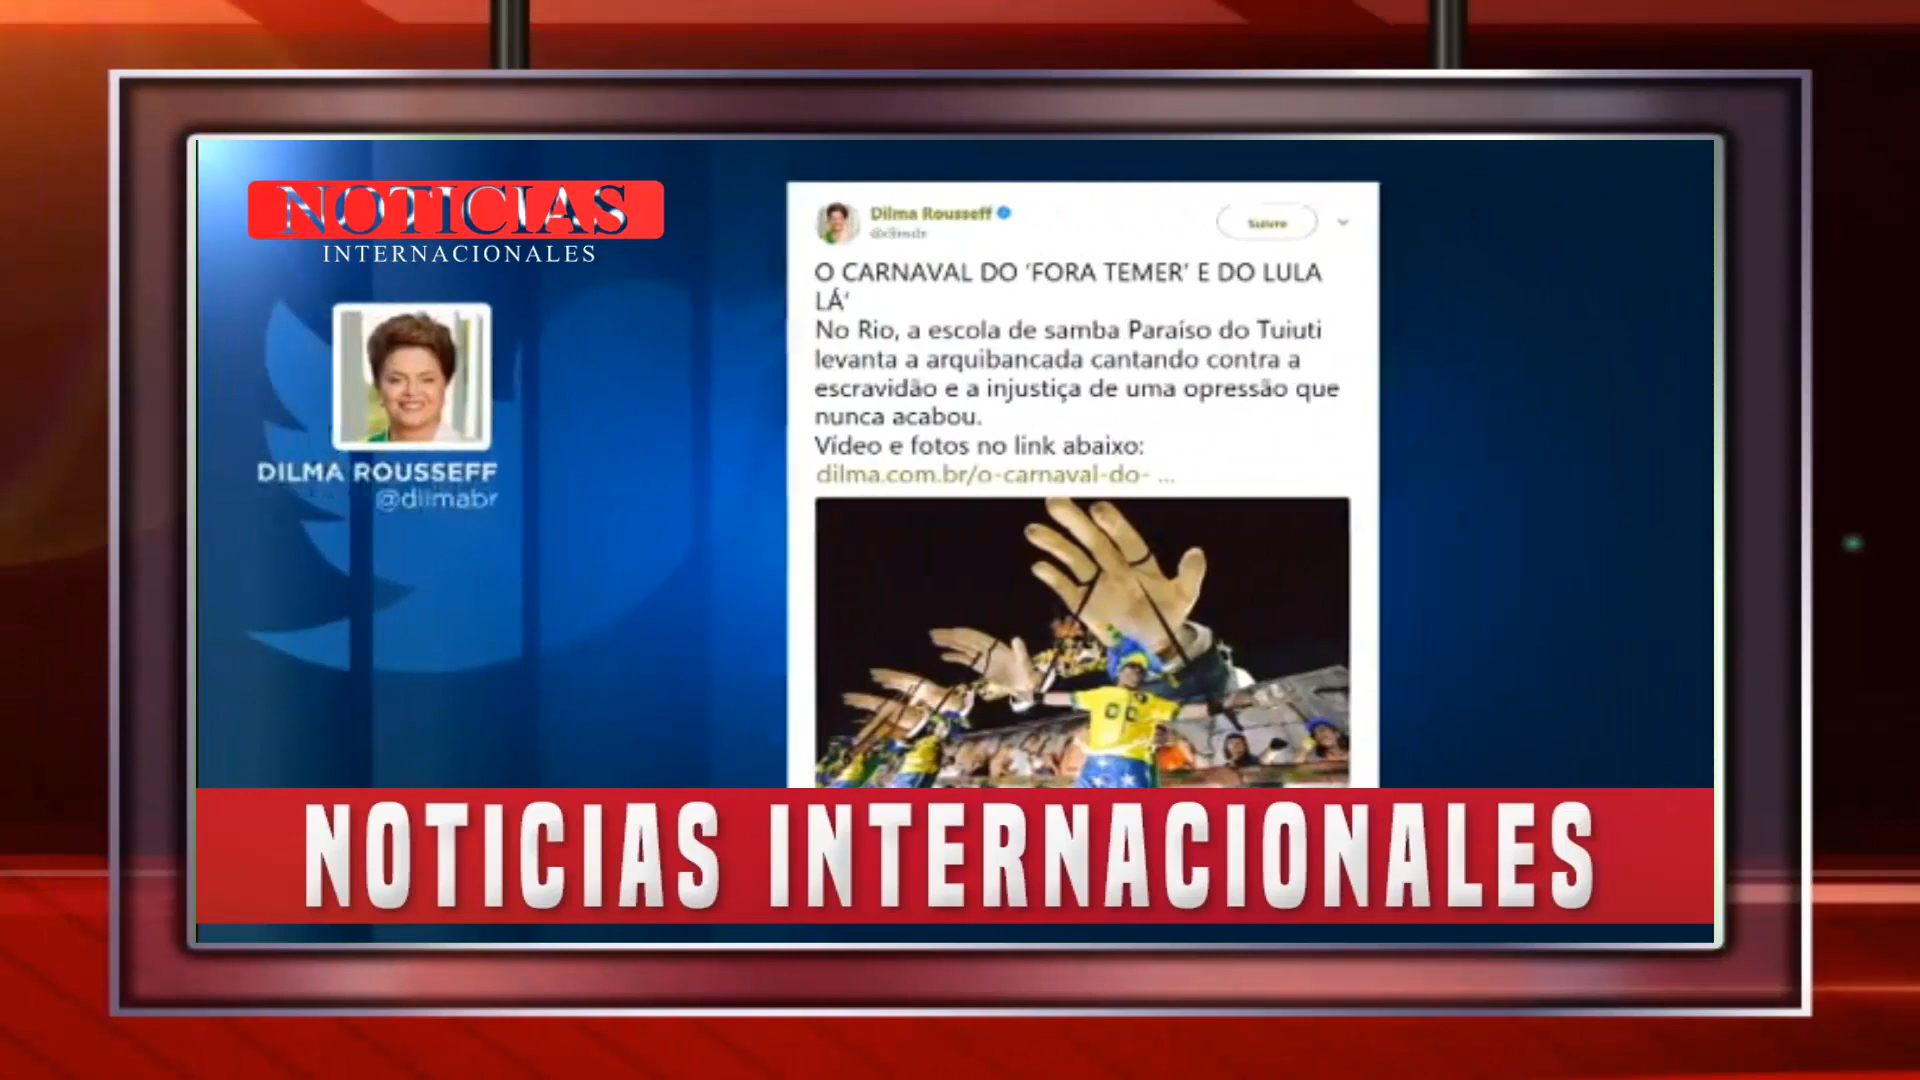 NOTICIAS
INTERNACIONALES
DILMA ROUSSEFF
@dilmabr
Dilma Rousseff
@dilmabr
Suivre
O CARNAVAL DO ‘FORA TEMER’ E DO LULA
LÁ’
No Rio, a escola de samba Paraíso do Tuiuti
levanta a arquibancada cantando contra a
escravidão e a injustiça de uma opressão que
nunca acabou.
Vídeo e fotos no link abaixo:
dilma.com.br/o-carnaval-do- ...
NOTICIAS INTERNACIONALES